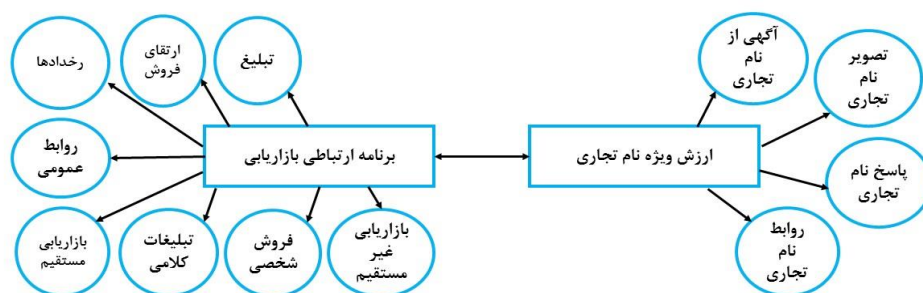 آگهی از
نام
تجاری
تصویر
نام
تجاری
ارزش ویژه نام تجاری
پاسخ نام
تجاری
روابط
نام
تجاری
تبلیغ
ارتقای
فروش
رخدادها
برنامه ارتباطی بازاریابی
روابط
عمومی
بازاریابی
غیر
مستقیم
فروش
شخصی
تبلیغات
کلامی
بازاریابی
مستقیم